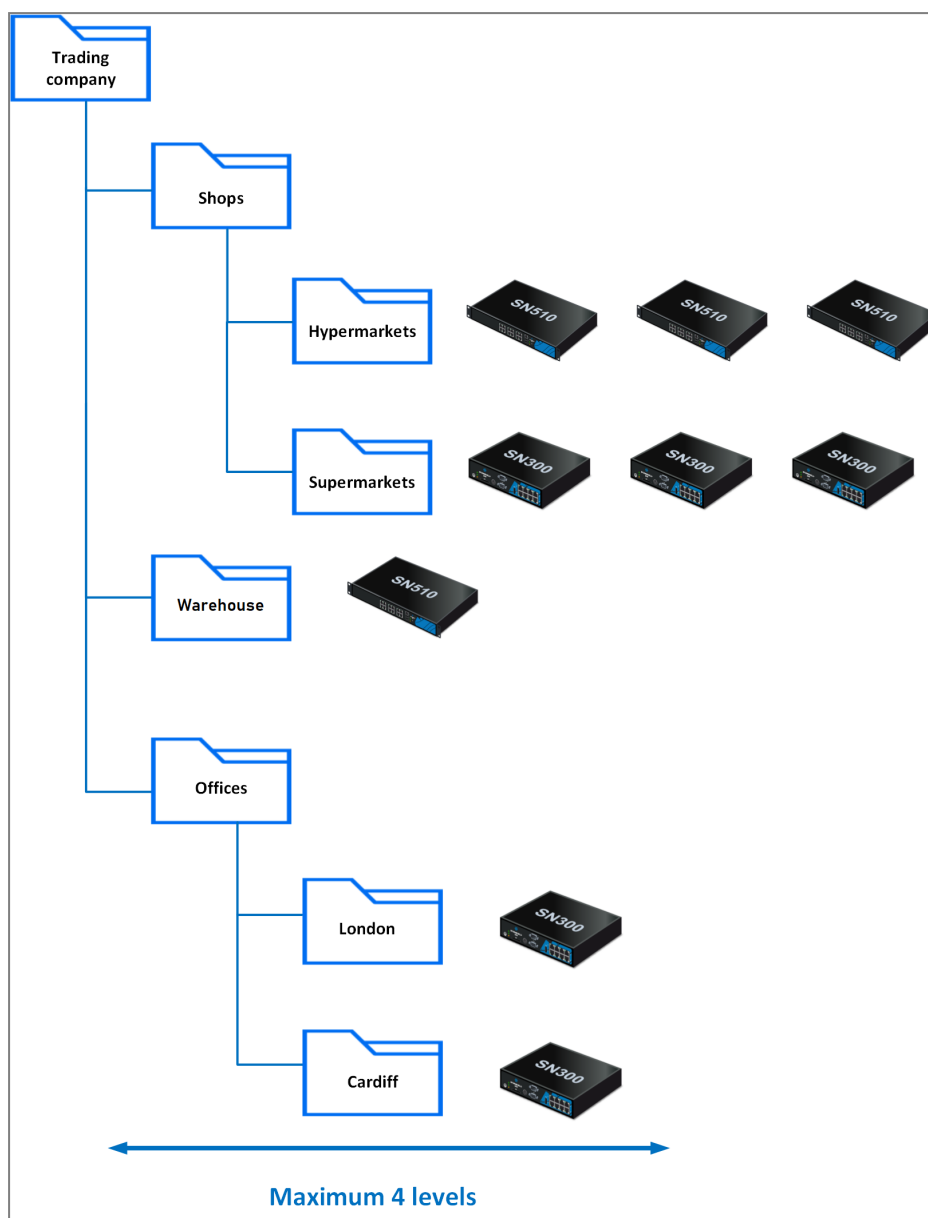 Trading
company
Shops
Hypermarkets
SN510
SN510
SN510
Supermarkets
SN300
SN300
SN300
Warehouse
SN510
Offices
London
SN300
Cardiff
SN300
Maximum 4 levels